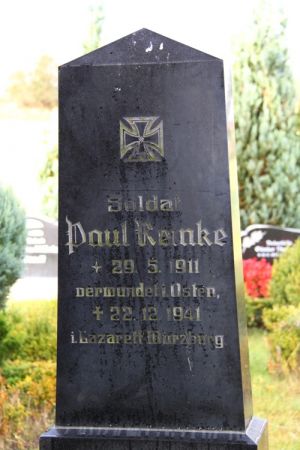 Soldat
Paul Reinke
+ 29. 5. 1911
verwundet i. Osten,
+ 22. 12. 1941
i. Lazarett Würzburg